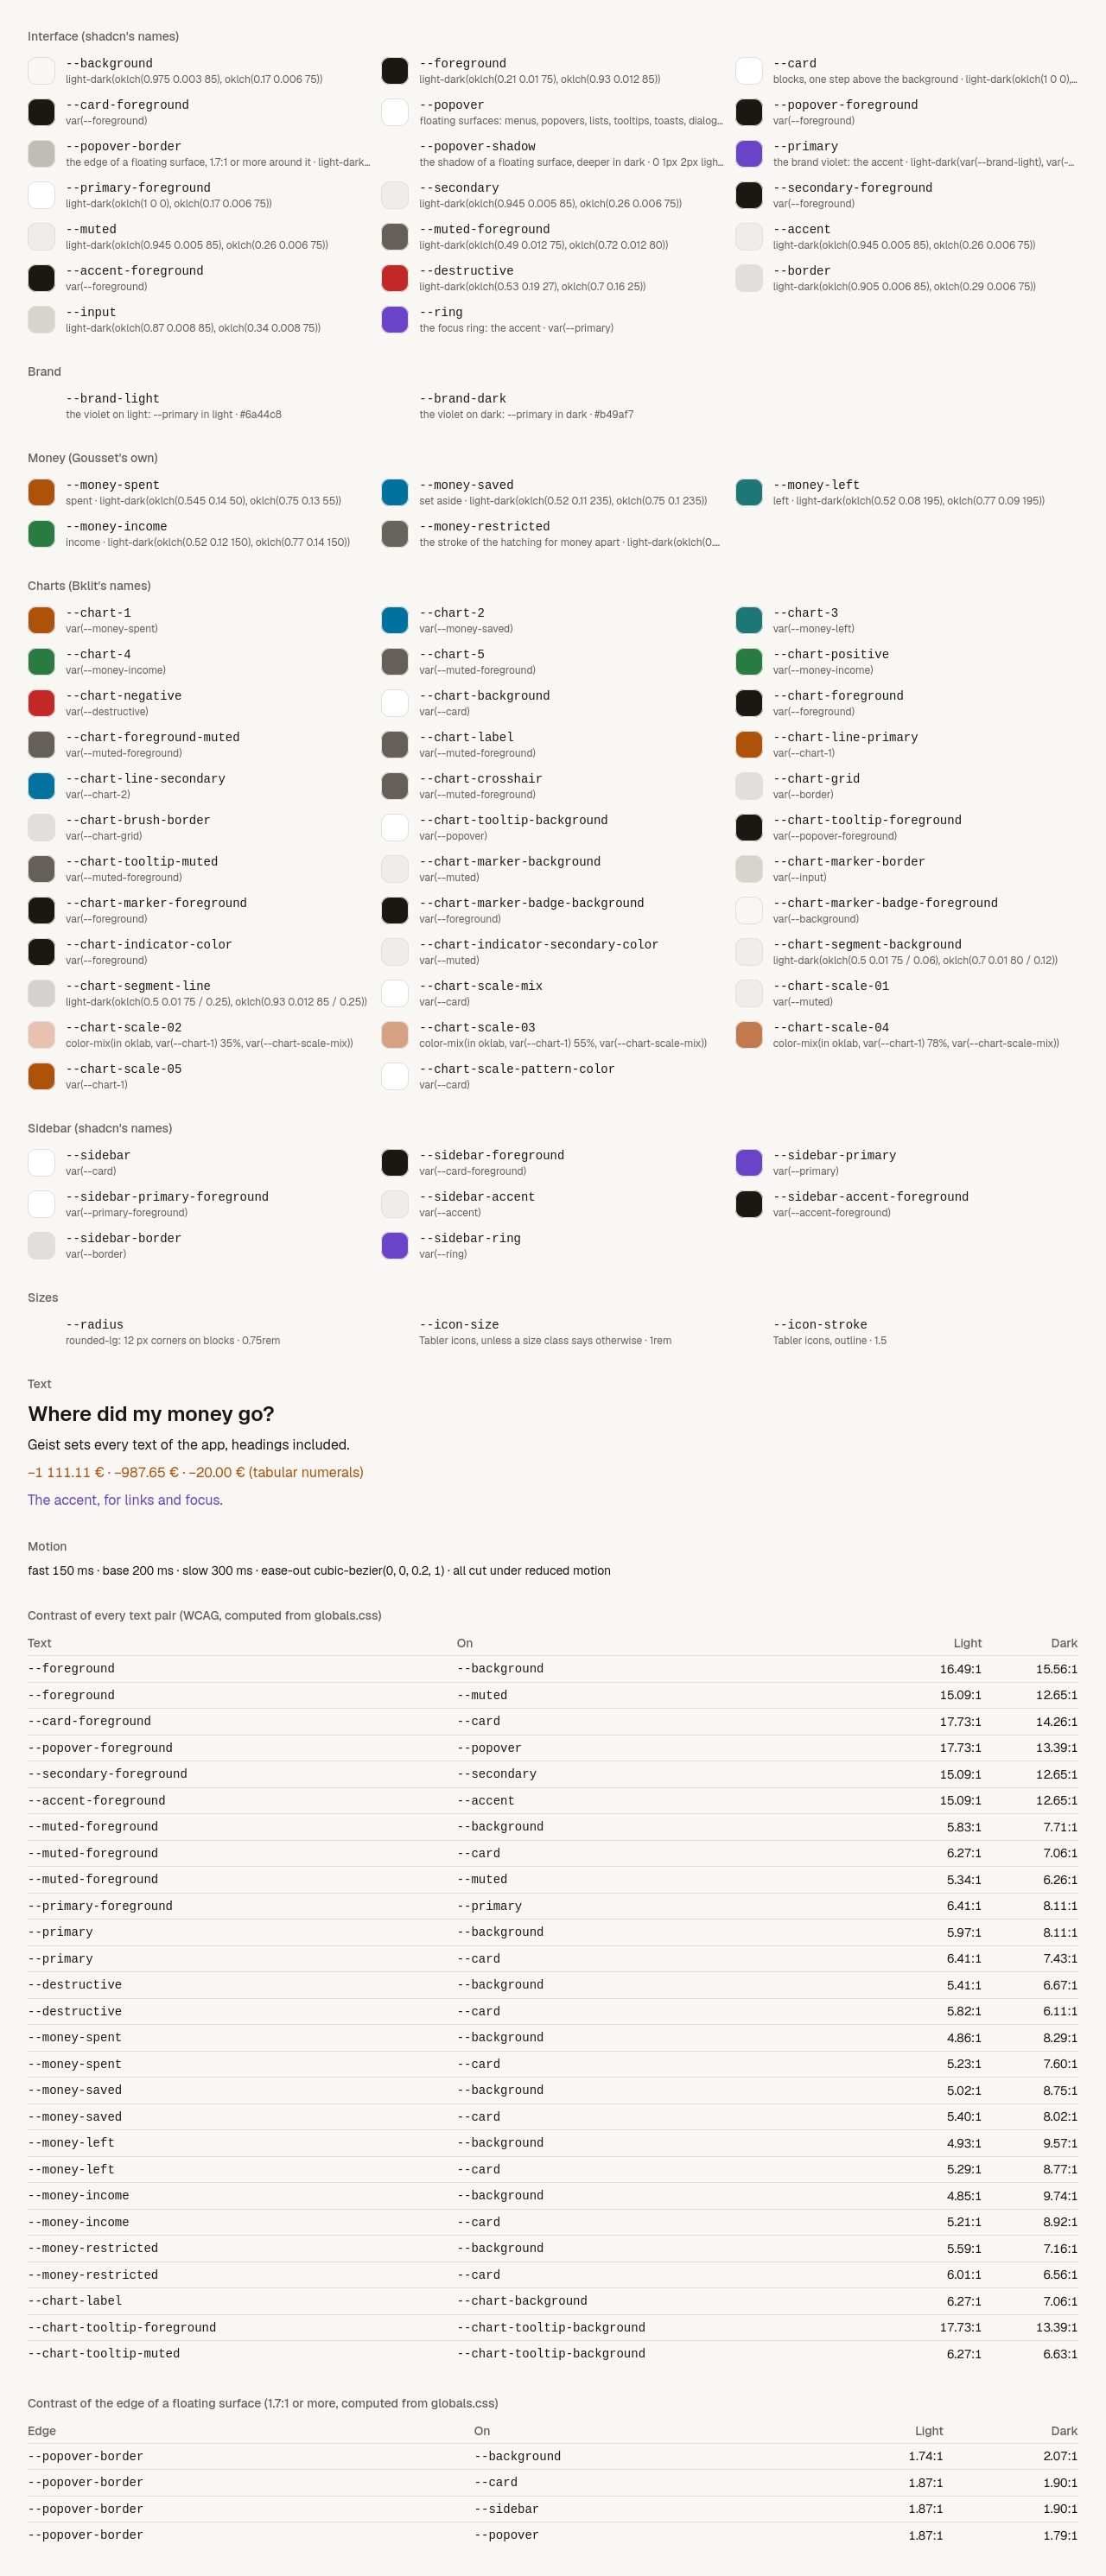 Interface (shadcn's names)
--background
light-dark(oklch(0.975 0.003 85), oklch(0.17 0.006 75))
--foreground
light-dark(oklch(0.21 0.01 75), oklch(0.93 0.012 85))
--card
blocks, one step above the background · light-dark(oklch(1 0 0),...
--card-foreground
var(--foreground)
--popover
floating surfaces: menus, popovers, lists, tooltips, toasts, dialog...
--popover-foreground
var(--foreground)
--popover-border
the edge of a floating surface, 1.7:1 or more around it · light-dark...
--popover-shadow
the shadow of a floating surface, deeper in dark · 0 1px 2px ligh...
--primary
the brand violet: the accent · light-dark(var(--brand-light), var(-...
--primary-foreground
light-dark(oklch(1 0 0), oklch(0.17 0.006 75))
--secondary
light-dark(oklch(0.945 0.005 85), oklch(0.26 0.006 75))
--secondary-foreground
var(--foreground)
--muted
light-dark(oklch(0.945 0.005 85), oklch(0.26 0.006 75))
--muted-foreground
light-dark(oklch(0.49 0.012 75), oklch(0.72 0.012 80))
--accent
light-dark(oklch(0.945 0.005 85), oklch(0.26 0.006 75))
--accent-foreground
var(--foreground)
--destructive
light-dark(oklch(0.53 0.19 27), oklch(0.7 0.16 25))
--border
light-dark(oklch(0.905 0.006 85), oklch(0.29 0.006 75))
--input
light-dark(oklch(0.87 0.008 85), oklch(0.34 0.008 75))
--ring
the focus ring: the accent · var(--primary)
Brand
--brand-light
the violet on light: --primary in light · #6a44c8
--brand-dark
the violet on dark: --primary in dark · #b49af7
Money (Gousset's own)
--money-spent
spent · light-dark(oklch(0.545 0.14 50), oklch(0.75 0.13 55))
--money-saved
set aside · light-dark(oklch(0.52 0.11 235), oklch(0.75 0.1 235))
--money-left
left · light-dark(oklch(0.52 0.08 195), oklch(0.77 0.09 195))
--money-income
income · light-dark(oklch(0.52 0.12 150), oklch(0.77 0.14 150))
--money-restricted
the stroke of the hatching for money apart · light-dark(oklch(0....
Charts (Bklit's names)
--chart-1
var(--money-spent)
--chart-2
var(--money-saved)
--chart-3
var(--money-left)
--chart-4
var(--money-income)
--chart-5
var(--muted-foreground)
--chart-positive
var(--money-income)
--chart-negative
var(--destructive)
--chart-background
var(--card)
--chart-foreground
var(--foreground)
--chart-foreground-muted
var(--muted-foreground)
--chart-label
var(--muted-foreground)
--chart-line-primary
var(--chart-1)
--chart-line-secondary
var(--chart-2)
--chart-crosshair
var(--muted-foreground)
--chart-grid
var(--border)
--chart-brush-border
var(--chart-grid)
--chart-tooltip-background
var(--popover)
--chart-tooltip-foreground
var(--popover-foreground)
--chart-tooltip-muted
var(--muted-foreground)
--chart-marker-background
var(--muted)
--chart-marker-border
var(--input)
--chart-marker-foreground
var(--foreground)
--chart-marker-badge-background
var(--foreground)
--chart-marker-badge-foreground
var(--background)
--chart-indicator-color
var(--foreground)
--chart-indicator-secondary-color
var(--muted)
--chart-segment-background
light-dark(oklch(0.5 0.01 75 / 0.06), oklch(0.7 0.01 80 / 0.12))
--chart-segment-line
light-dark(oklch(0.5 0.01 75 / 0.25), oklch(0.93 0.012 85 / 0.25))
--chart-scale-mix
var(--card)
--chart-scale-01
var(--muted)
--chart-scale-02
color-mix(in oklab, var(--chart-1) 35%, var(--chart-scale-mix))
--chart-scale-03
color-mix(in oklab, var(--chart-1) 55%, var(--chart-scale-mix))
--chart-scale-04
color-mix(in oklab, var(--chart-1) 78%, var(--chart-scale-mix))
--chart-scale-05
var(--chart-1)
--chart-scale-pattern-color
var(--card)
Sidebar (shadcn's names)
--sidebar
var(--card)
--sidebar-foreground
var(--card-foreground)
--sidebar-primary
var(--primary)
--sidebar-primary-foreground
var(--primary-foreground)
--sidebar-accent
var(--accent)
--sidebar-accent-foreground
var(--accent-foreground)
--sidebar-border
var(--border)
--sidebar-ring
var(--ring)
Sizes
--radius
rounded-lg: 12 px corners on blocks · 0.75rem
--icon-size
Tabler icons, unless a size class says otherwise · 1rem
--icon-stroke
Tabler icons, outline · 1.5
Text
Where did my money go?
Geist sets every text of the app, headings included.
−1 111.11 € · −987.65 € · −20.00 € (tabular numerals)
The accent, for links and focus.
Motion
fast 150 ms · base 200 ms · slow 300 ms · ease-out cubic-bezier(0, 0, 0.2, 1) · all cut under reduced motion
Contrast of every text pair (WCAG, computed from globals.css)
Text On Light Dark
--foreground --background 16.49:1 15.56:1
--foreground --muted 15.09:1 12.65:1
--card-foreground --card 17.73:1 14.26:1
--popover-foreground --popover 17.73:1 13.39:1
--secondary-foreground --secondary 15.09:1 12.65:1
--accent-foreground --accent 15.09:1 12.65:1
--muted-foreground --background 5.83:1 7.71:1
--muted-foreground --card 6.27:1 7.06:1
--muted-foreground --muted 5.34:1 6.26:1
--primary-foreground --primary 6.41:1 8.11:1
--primary --background 5.97:1 8.11:1
--primary --card 6.41:1 7.43:1
--destructive --background 5.41:1 6.67:1
--destructive --card 5.82:1 6.11:1
--money-spent --background 4.86:1 8.29:1
--money-spent --card 5.23:1 7.60:1
--money-saved --background 5.02:1 8.75:1
--money-saved --card 5.40:1 8.02:1
--money-left --background 4.93:1 9.57:1
--money-left --card 5.29:1 8.77:1
--money-income --background 4.85:1 9.74:1
--money-income --card 5.21:1 8.92:1
--money-restricted --background 5.59:1 7.16:1
--money-restricted --card 6.01:1 6.56:1
--chart-label --chart-background 6.27:1 7.06:1
--chart-tooltip-foreground --chart-tooltip-background 17.73:1 13.39:1
--chart-tooltip-muted --chart-tooltip-background 6.27:1 6.63:1
Contrast of the edge of a floating surface (1.7:1 or more, computed from globals.css)
Edge On Light Dark
--popover-border --background 1.74:1 2.07:1
--popover-border --card 1.87:1 1.90:1
--popover-border --sidebar 1.87:1 1.90:1
--popover-border --popover 1.87:1 1.79:1